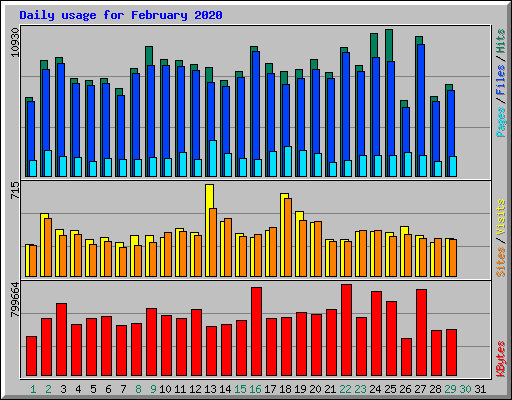 Daily usage for February 2020
10930
Pages / Files / Hits
715
Sites / Visits
799664
KBytes
1 2 3 4 5 6 7 8 9 10 11 12 13 14 15 16 17 18 19 20 21 22 23 24 25 26 27 28 29 30 31